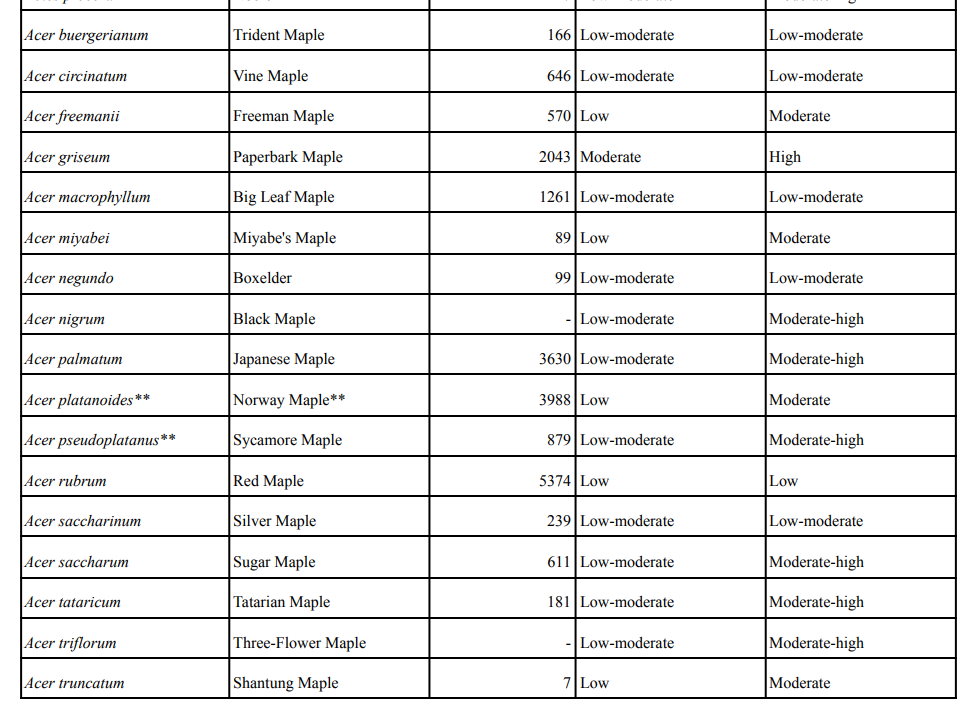 Acer buergerianum Trident Maple 166 Low-moderate Low-moderate
Acer circinatum Vine Maple 646 Low-moderate Low-moderate
Acer freemanii Freeman Maple 570 Low Moderate
Acer griseum Paperbark Maple 2043 Moderate High
Acer macrophyllum Big Leaf Maple 1261 Low-moderate Low-moderate
Acer miyabei Miyabe's Maple 89 Low Moderate
Acer negundo Boxelder 99 Low-moderate Low-moderate
Acer nigrum Black Maple - Low-moderate Moderate-high
Acer palmatum Japanese Maple 3630 Low-moderate Moderate-high
Acer platanoides** Norway Maple** 3988 Low Moderate
Acer pseudoplatanus** Sycamore Maple 879 Low-moderate Moderate-high
Acer rubrum Red Maple 5374 Low Low
Acer saccharinum Silver Maple 239 Low-moderate Low-moderate
Acer saccharum Sugar Maple 611 Low-moderate Moderate-high
Acer tataricum Tatarian Maple 181 Low-moderate Moderate-high
Acer triflorum Three-Flower Maple - Low-moderate Moderate-high
Acer truncatum Shantung Maple 7 Low Moderate